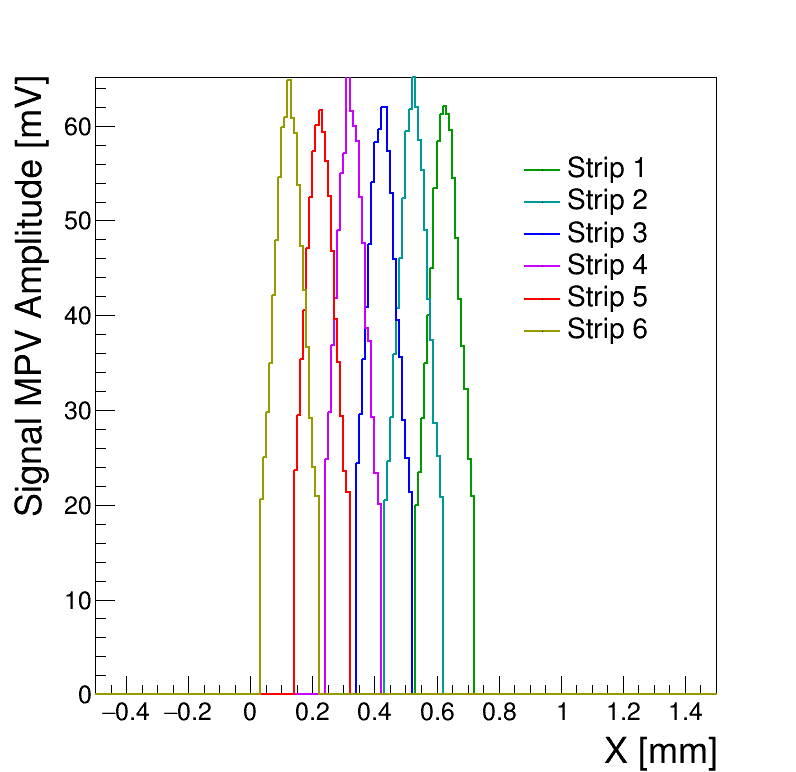 Signal MPV Amplitude [mV]
60
50
40
30
20
10
0
Strip 1
Strip 2
Strip 3
Strip 4
Strip 5
Strip 6
−0.4 −0.2 0 0.2 0.4 0.6 0.8 1 1.2 1.4
X [mm]